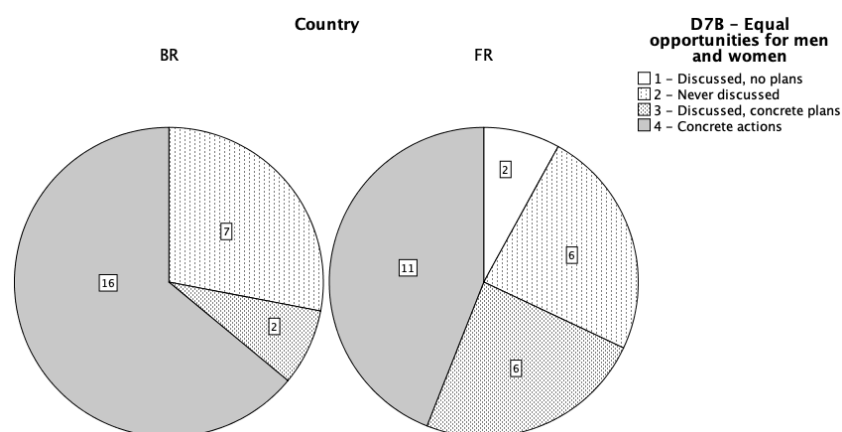 Country
BR
FR
D7B – Equal
opportunities for men
and women
1 – Discussed, no plans
2 – Never discussed
3 – Discussed, concrete plans
4 – Concrete actions
7
16
2
2
6
11
6